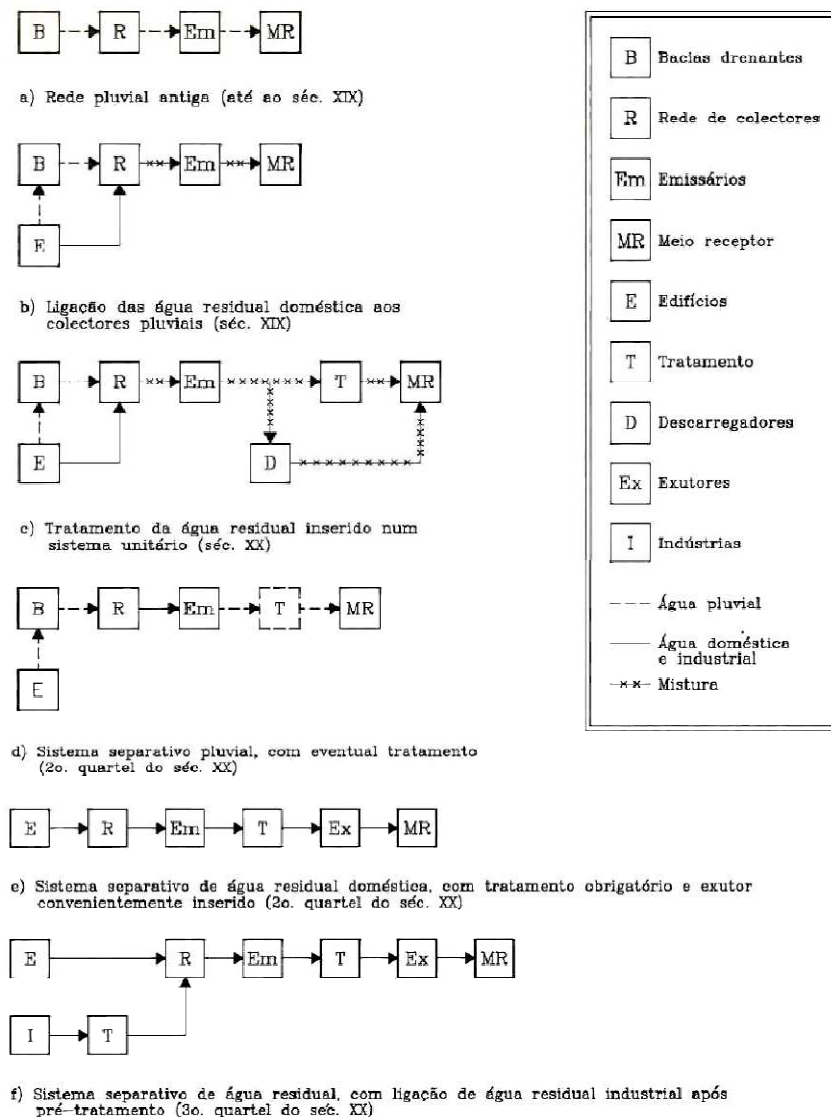 B R Em MR
a) Rede pluvial antiga (até ao séc. XIX)
B R Em MR
E
b) Ligação das água residual doméstica aos
colectores pluviais (séc. XIX)
B R Em T MR
E D
c) Tratamento da água residual inserido num
sistema unitário (séc. XX)
B R Em T MR
E
d) Sistema separativo pluvial, com eventual tratamento
(2o. quartel do séc. XX)
E R Em T Ex MR
e) Sistema separativo de água residual doméstica, com tratamento obrigatório e exutor
convenientemente inserido (2o. quartel do séc. XX)
E R Em T Ex MR
I T
f) Sistema separativo de água residual, com ligação de água residual industrial após
pré-tratamento (3o. quartel do sec. XX)
B Bacias drenantes
R Rede de colectores
Em Emissários
MR Meio receptor
E Edifícios
T Tratamento
D Descarregadores
Ex Exutores
I Indústrias
Água pluvial
Água doméstica
e industrial
Mistura